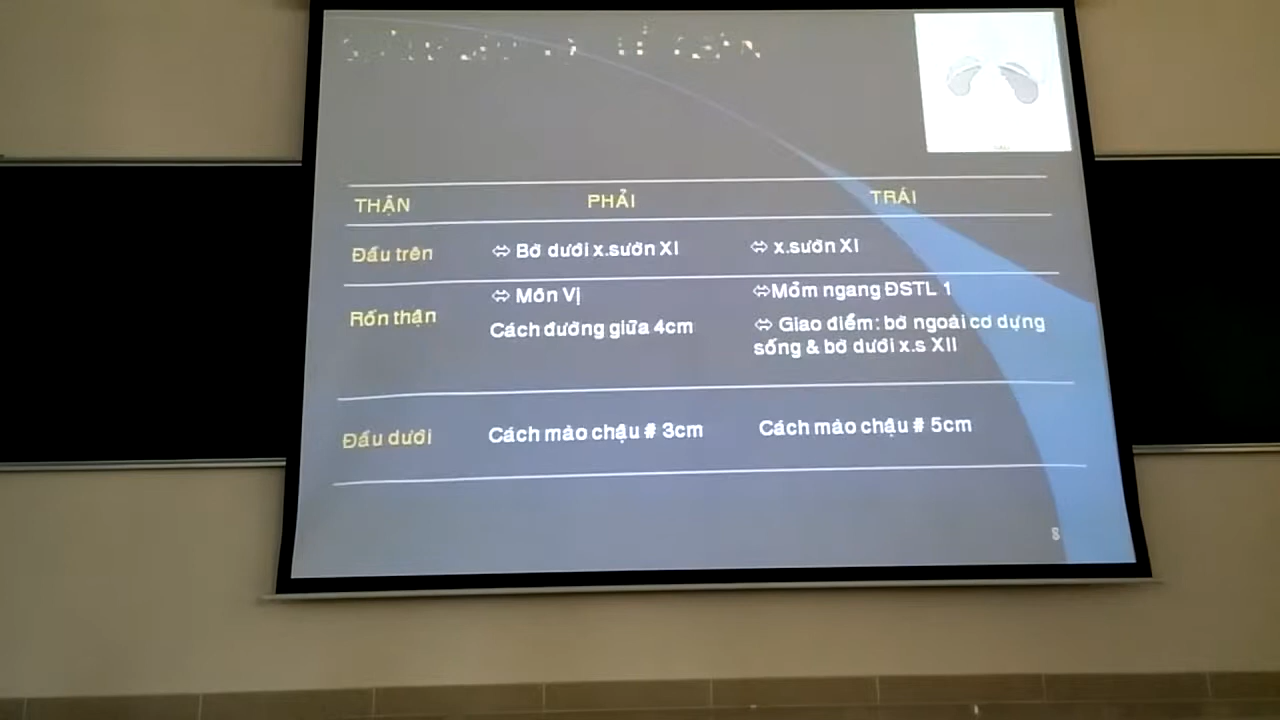 THẬN PHẢI TRÁI
Đầu trên ⇔ Bờ dưới x.sườn XI ⇔ x.sườn XI
Rốn thận ⇔ Môn Vị ⇔Mỏm ngang ĐSTL 1
Cách đường giữa 4cm ⇔ Giao điểm: bờ ngoài cơ dựng
sống & bờ dưới x.s XII
Đầu dưới Cách mào chậu # 3cm Cách mào chậu # 5cm
8